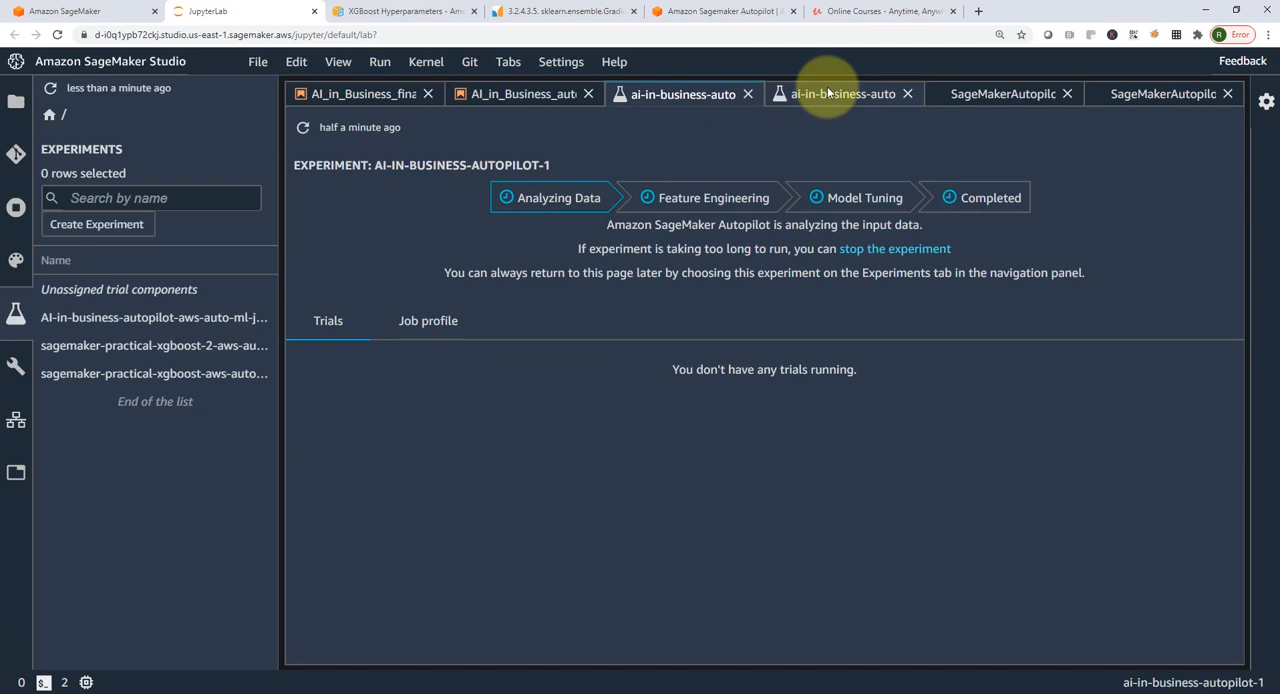 Amazon SageMaker
JupyterLab
XGBoost Hyperparameters - Ama
3.2.4.3.5. sklearn.ensemble.Gradi
Amazon Sagemaker Autopilot | A
Online Courses - Anytime, Anyw
d-i0q1ypb72ckj.studio.us-east-1.sagemaker.aws/jupyter/default/lab?
R Error
Amazon SageMaker Studio
File Edit View Run Kernel Git Tabs Settings Help
Feedback
less than a minute ago
/
EXPERIMENTS
0 rows selected
Search by name
Create Experiment
Name
Unassigned trial components
AI-in-business-autopilot-aws-auto-ml-j...
sagemaker-practical-xgboost-2-aws-au...
sagemaker-practical-xgboost-aws-auto...
End of the list
AI_in_Business_fina
AI_in_Business_aut
ai-in-business-auto
ai-in-business-auto
SageMakerAutopilo
SageMakerAutopilo
half a minute ago
EXPERIMENT: AI-IN-BUSINESS-AUTOPILOT-1
Analyzing Data
Feature Engineering
Model Tuning
Completed
Amazon SageMaker Autopilot is analyzing the input data.
If experiment is taking too long to run, you can stop the experiment
You can always return to this page later by choosing this experiment on the Experiments tab in the navigation panel.
Trials
Job profile
You don't have any trials running.
0 $_ 2
ai-in-business-autopilot-1